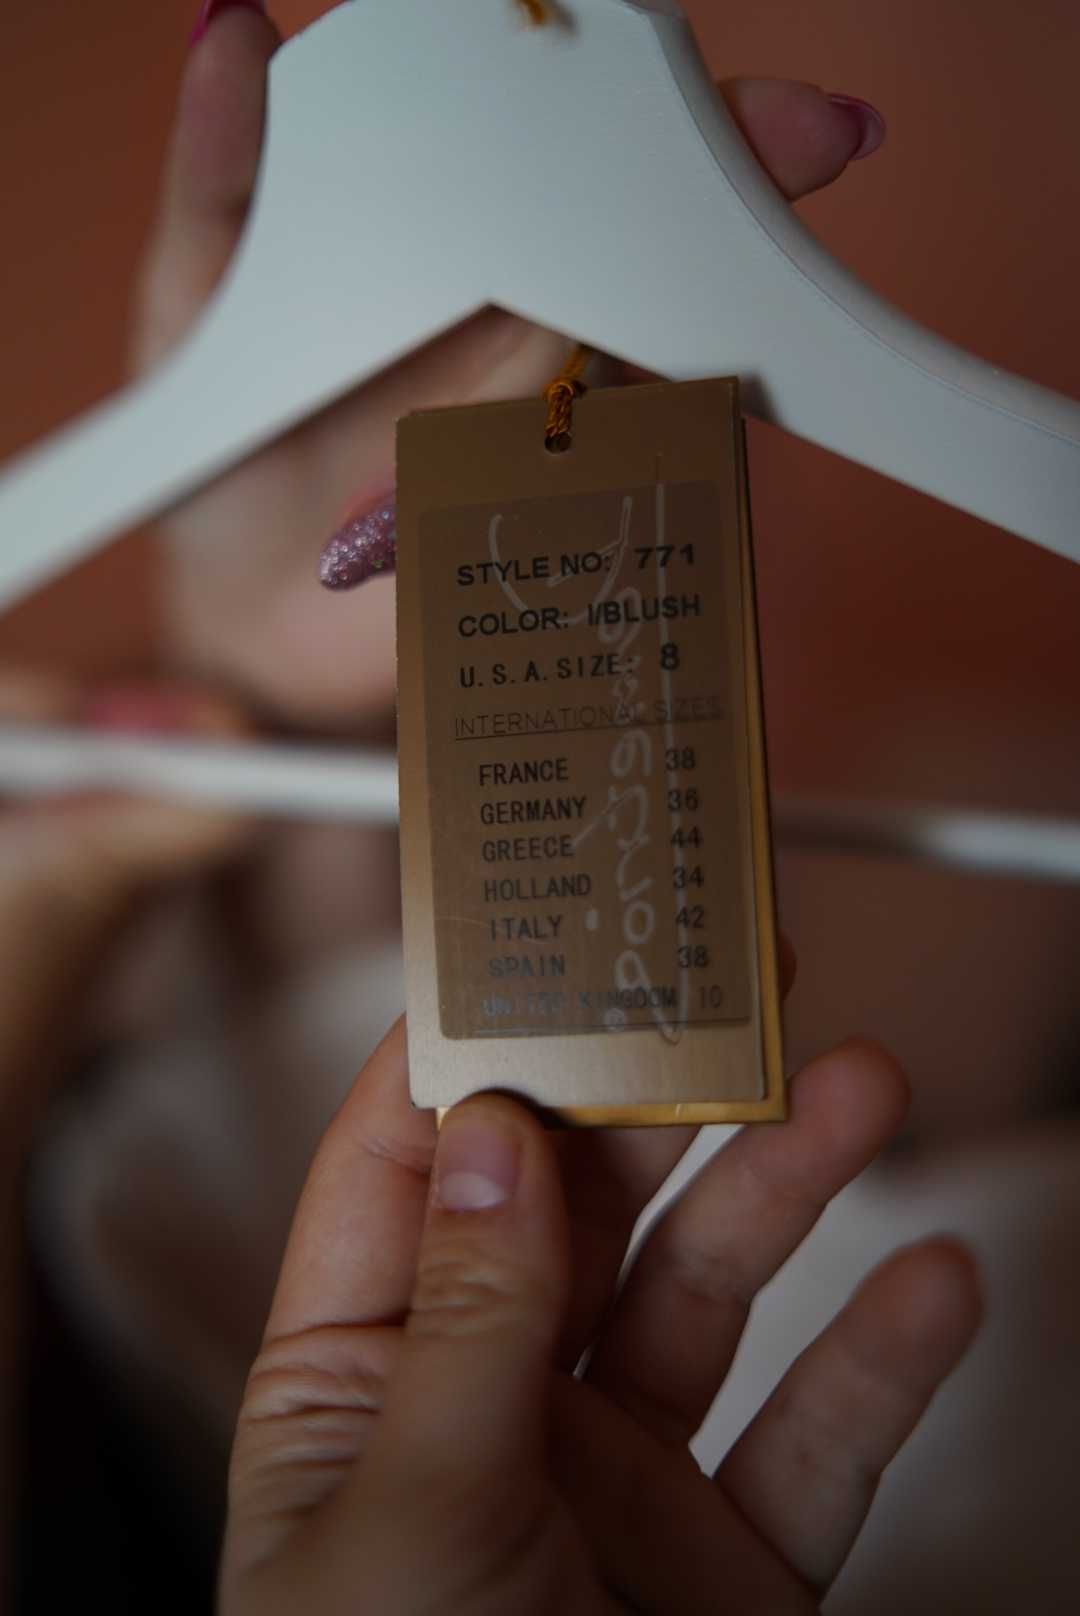 STYLE NO: 771
COLOR: I/BLUSH
U.S.A.SIZE: 8
INTERNATIONAL SIZES
FRANCE 38
GERMANY 36
GREECE 44
HOLLAND 34
ITALY 42
SPAIN 38
UNITED KINGDOM 10